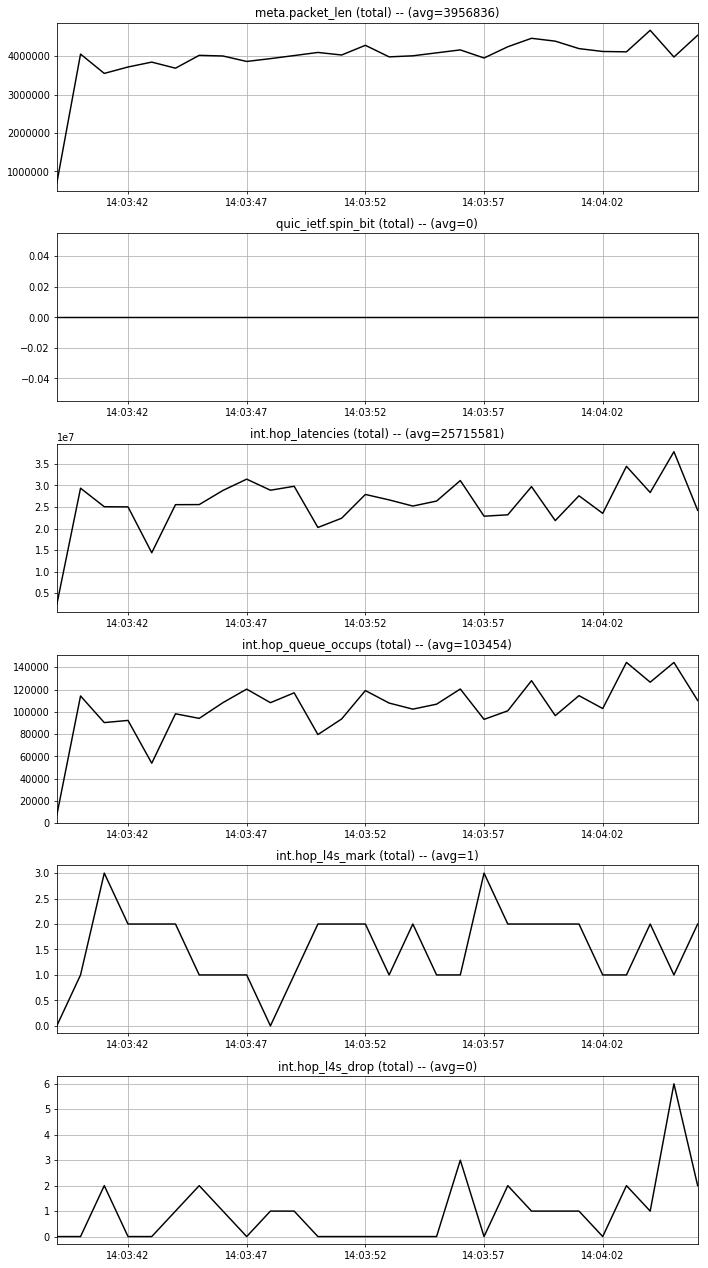 meta.packet_len (total) -- (avg=3956836)
4000000
3000000
2000000
1000000
14:03:42 14:03:47 14:03:52 14:03:57 14:04:02
quic_ietf.spin_bit (total) -- (avg=0)
0.04
0.02
0.00
−0.02
−0.04
14:03:42 14:03:47 14:03:52 14:03:57 14:04:02
int.hop_latencies (total) -- (avg=25715581)
1e7
3.5
3.0
2.5
2.0
1.5
1.0
0.5
14:03:42 14:03:47 14:03:52 14:03:57 14:04:02
int.hop_queue_occups (total) -- (avg=103454)
140000
120000
100000
80000
60000
40000
20000
0
14:03:42 14:03:47 14:03:52 14:03:57 14:04:02
int.hop_l4s_mark (total) -- (avg=1)
3.0
2.5
2.0
1.5
1.0
0.5
0.0
14:03:42 14:03:47 14:03:52 14:03:57 14:04:02
int.hop_l4s_drop (total) -- (avg=0)
6
5
4
3
2
1
0
14:03:42 14:03:47 14:03:52 14:03:57 14:04:02